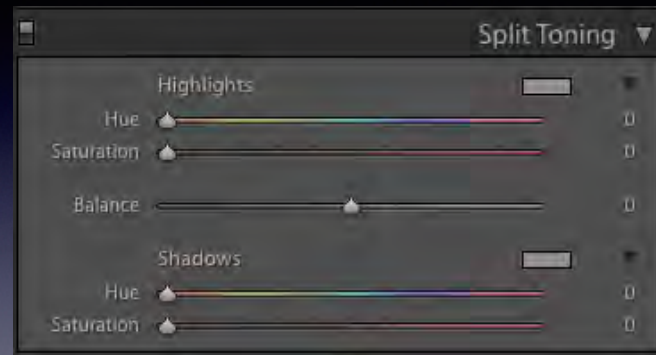 Split Toning
Highlights
Hue 0
Saturation 0
Balance 0
Shadows
Hue 0
Saturation 0